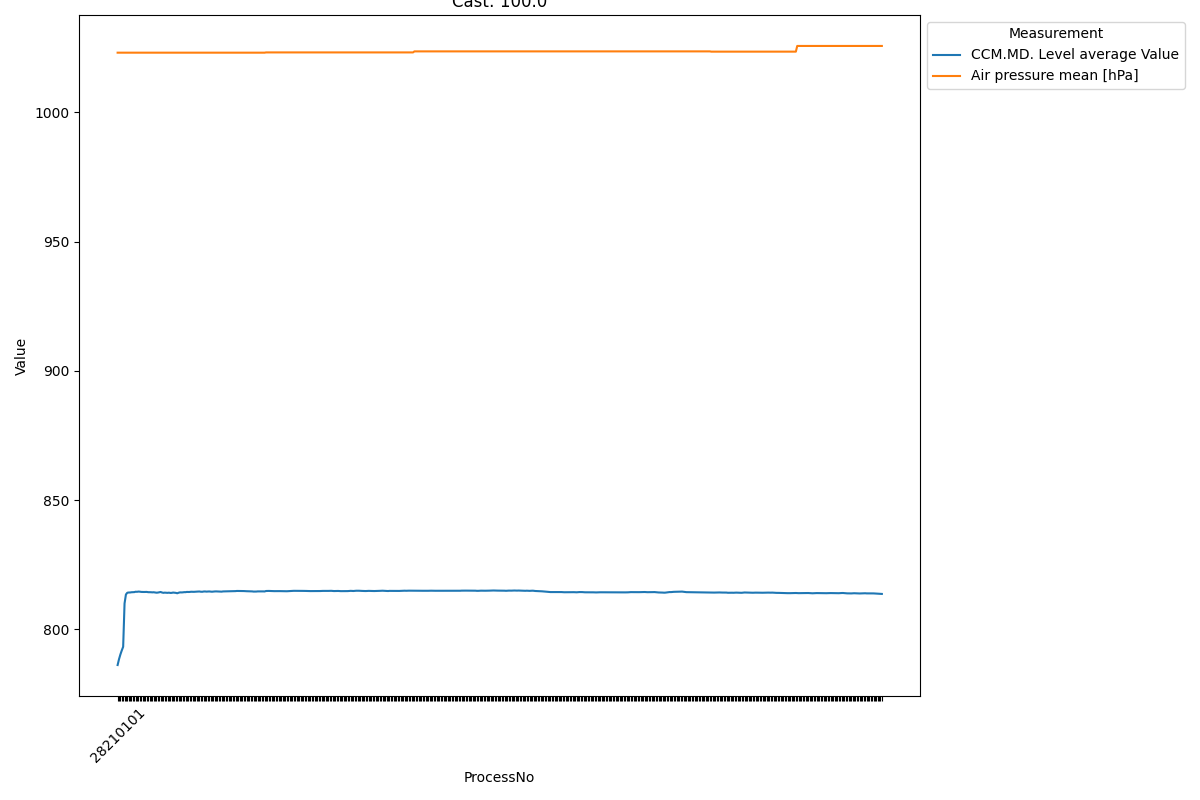 Cast: 100.0
Measurement
CCM.MD. Level average Value
Air pressure mean [hPa]
1000
950
900
850
800
Value
28210101
ProcessNo